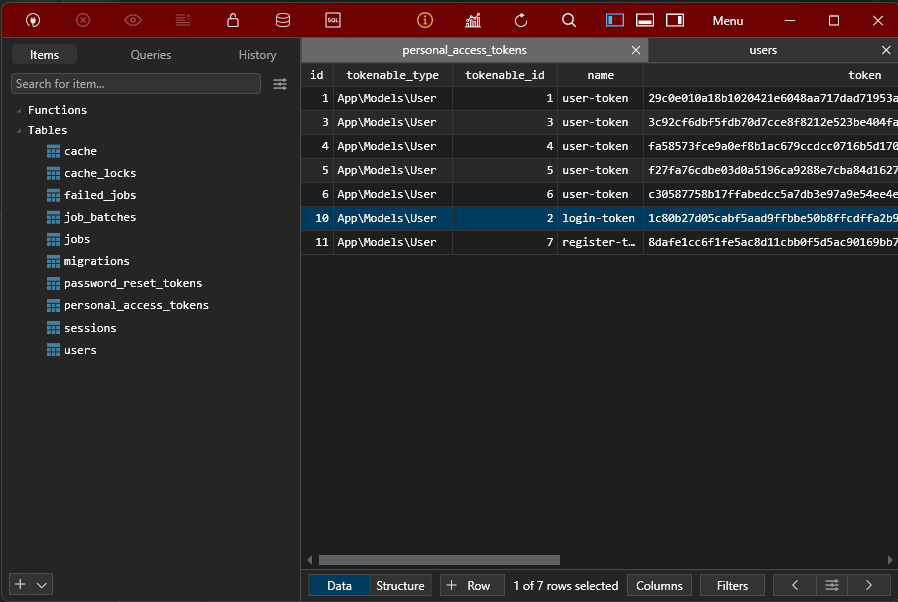 SQL
Menu
Items Queries History
Search for item...
Functions
Tables
cache
cache_locks
failed_jobs
job_batches
jobs
migrations
password_reset_tokens
personal_access_tokens
sessions
users
personal_access_tokens users
id tokenable_type tokenable_id name token
1 App\Models\User 1 user-token 29c0e010a18b1020421e6048aa717dad71953a
3 App\Models\User 3 user-token 3c92cf6dbf5fdb70d7cce8f8212e523be404fa
4 App\Models\User 4 user-token fa58573fce9a0ef8b1ac679ccdcc0716b5d170
5 App\Models\User 5 user-token f27fa76cdbe03d0a5196ca9288e7cba84d1627
6 App\Models\User 6 user-token c30587758b17ffabedcc5a7db3e97a9e54ee4e
10 App\Models\User 2 login-token 1c80b27d05cabf5aad9ffbbe50b8ffcdffa2b9
11 App\Models\User 7 register-t… 8dafe1cc6f1fe5ac8d11cbb0f5d5ac90169bb7
Data Structure + Row 1 of 7 rows selected Columns Filters